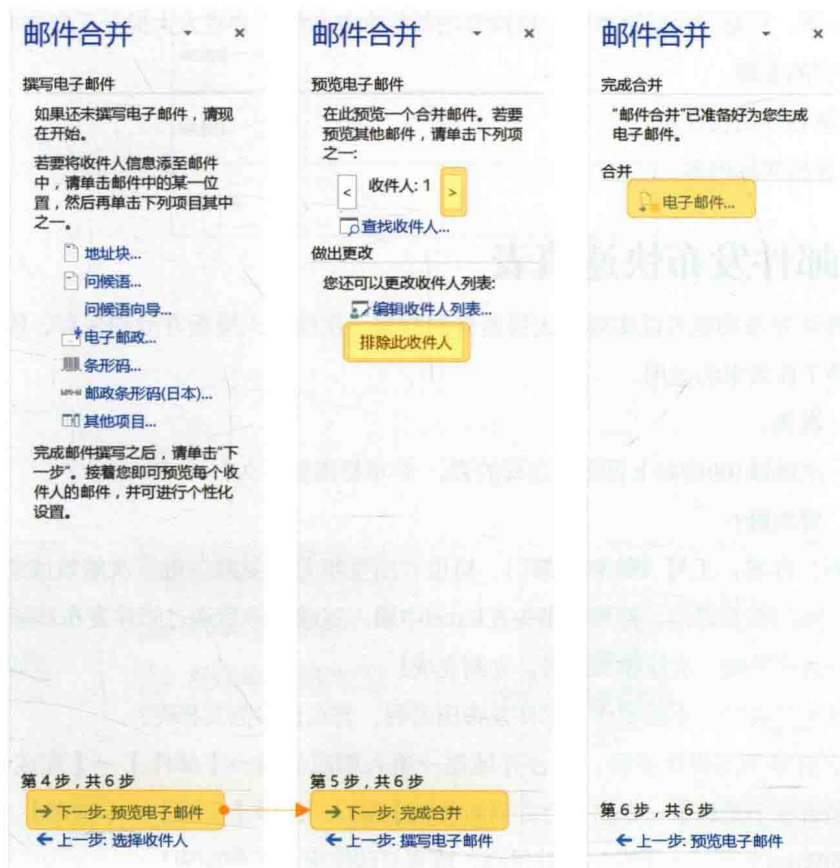 邮件合并
撰写电子邮件
如果还未撰写电子邮件，请现
在开始。
若要将收件人信息添至邮件
中，请单击邮件中的某一位
置，然后再单击下列项目其中
之一。
地址块...
问候语...
问候语向导...
电子邮政...
条形码...
邮政条形码(日本)...
其他项目...
完成邮件撰写之后，请单击"下
一步"。接着您即可预览每个收
件人的邮件，并可进行个性化
设置。
第4步，共6步
→ 下一步: 预览电子邮件
← 上一步: 选择收件人
邮件合并
预览电子邮件
在此预览一个合并邮件。若要
预览其他邮件，请单击下列项
之一:
< 收件人: 1 >
查找收件人...
做出更改
您还可以更改收件人列表:
编辑收件人列表...
排除此收件人
第5步，共6步
→ 下一步: 完成合并
← 上一步: 撰写电子邮件
邮件合并
完成合并
"邮件合并"已准备好为您生成
电子邮件。
合并
电子邮件...
第6步，共6步
← 上一步: 预览电子邮件